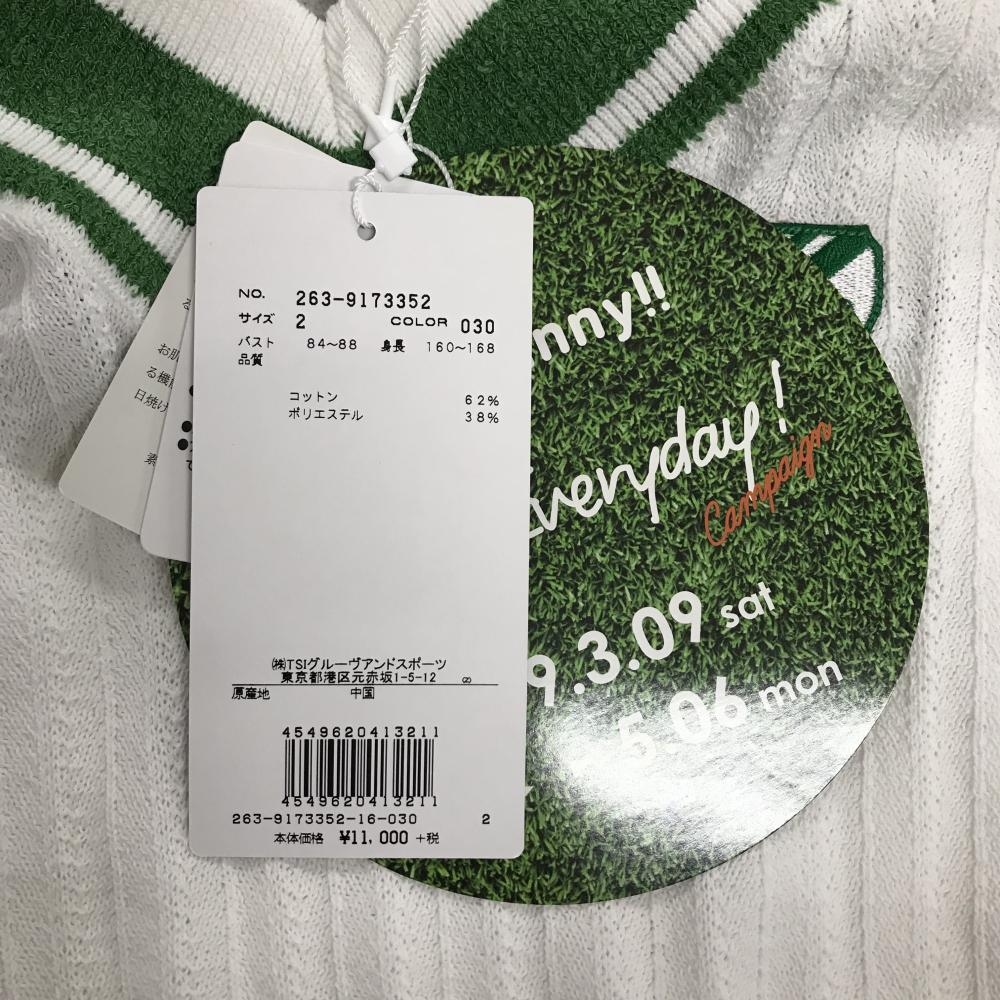 NO. 263-9173352
サイズ 2 COLOR 030
バスト 84~88 身長 160~168
品質
コットン 62%
ポリエステル 38%
㈱TSIグルーヴアンドスポーツ
東京都港区元赤坂1-5-12
原産地 中国
4549620413211
4549620413211
263-9173352-16-030 2
本体価格 ¥11,000 +税
nny!!
Everyday!
Campaign
9.3.09 sat
5.06 mon
お肌
る機
日焼け
素